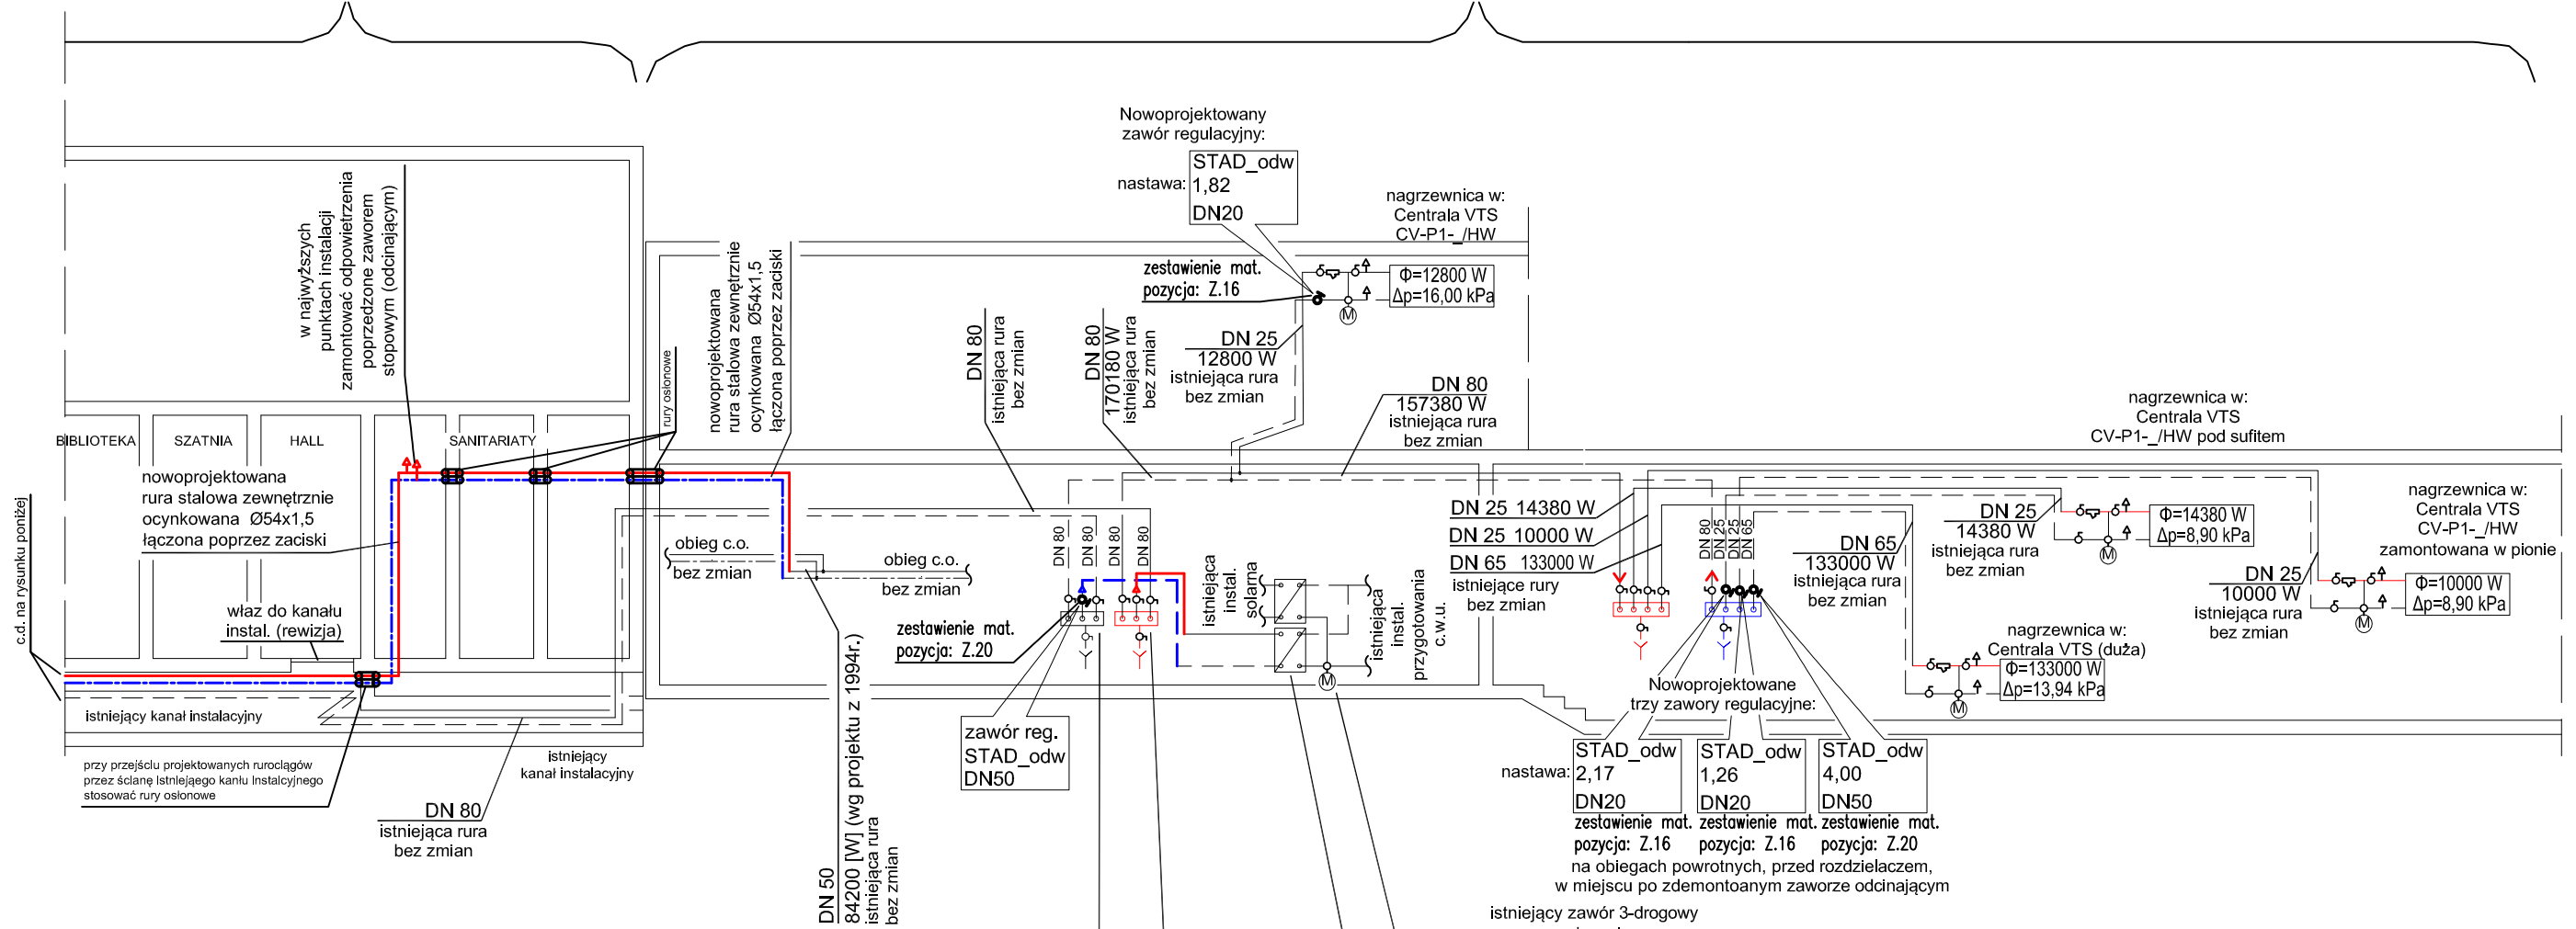 w najwyższych
punktach instalacji
zamontować odpowietrzenia
poprzedzone zaworem
stopowym (odcinającym)
BIBLIOTEKA
SZATNIA
HALL
SANITARIATY
rury osłonowe
nowoprojektowana
rura stalowa zewnętrznie
ocynkowana Ø54x1,5
łączona poprzez zaciski
c.d. na rysunku poniżej
właz do kanału
instal. (rewizja)
istniejący kanał instalacyjny
przy przejściu projektowanych rurociągów
przez ścianę istniejąego kanłu instalcyjnego
stosować rury osłonowe
DN 80
istniejąca rura
bez zmian
istniejący
kanał instalacyjny
nowoprojektowana
rura stalowa zewnętrznie
ocynkowana Ø54x1,5
łączona poprzez zaciski
obieg c.o.
bez zmian
obieg c.o.
bez zmian
DN 50
84200 [W] (wg projektu z 1994r.)
istniejąca rura
bez zmian
DN 80
istniejąca rura
bez zmian
DN 80
170180 W
istniejąca rura
bez zmian
Nowoprojektowany
zawór regulacyjny:
STAD_odw
nastawa: 1,82
DN20
zestawienie mat.
pozycja: Z.16
nagrzewnica w:
Centrala VTS
CV-P1-_/HW
Φ=12800 W
Δp=16,00 kPa
M
DN 25
12800 W
istniejąca rura
bez zmian
DN 80
157380 W
istniejąca rura
bez zmian
DN 80
DN 80
DN 80
DN 80
zestawienie mat.
pozycja: Z.20
zawór reg.
STAD_odw
DN50
istniejąca
instal.
solarna
istniejąca
instal.
przygotowania
c.w.u.
M
DN 25 14380 W
DN 25 10000 W
DN 65 133000 W
istniejące rury
bez zmian
DN 80
DN 25
DN 25
DN 65
DN 65
133000 W
istniejąca rura
bez zmian
DN 25
14380 W
istniejąca rura
bez zmian
nagrzewnica w:
Centrala VTS
CV-P1-_/HW pod sufitem
Φ=14380 W
Δp=8,90 kPa
M
DN 25
10000 W
istniejąca rura
bez zmian
nagrzewnica w:
Centrala VTS
CV-P1-_/HW
zamontowana w pionie
Φ=10000 W
Δp=8,90 kPa
M
nagrzewnica w:
Centrala VTS (duża)
Φ=133000 W
Δp=13,94 kPa
M
Nowoprojektowane
trzy zawory regulacyjne:
STAD_odw
nastawa: 2,17
DN20
zestawienie mat.
pozycja: Z.16
STAD_odw
1,26
DN20
zestawienie mat.
pozycja: Z.16
STAD_odw
4,00
DN50
zestawienie mat.
pozycja: Z.20
na obiegach powrotnych, przed rozdzielaczem,
w miejscu po zdemontoanym zaworze odcinającym
istniejący zawór 3-drogowy